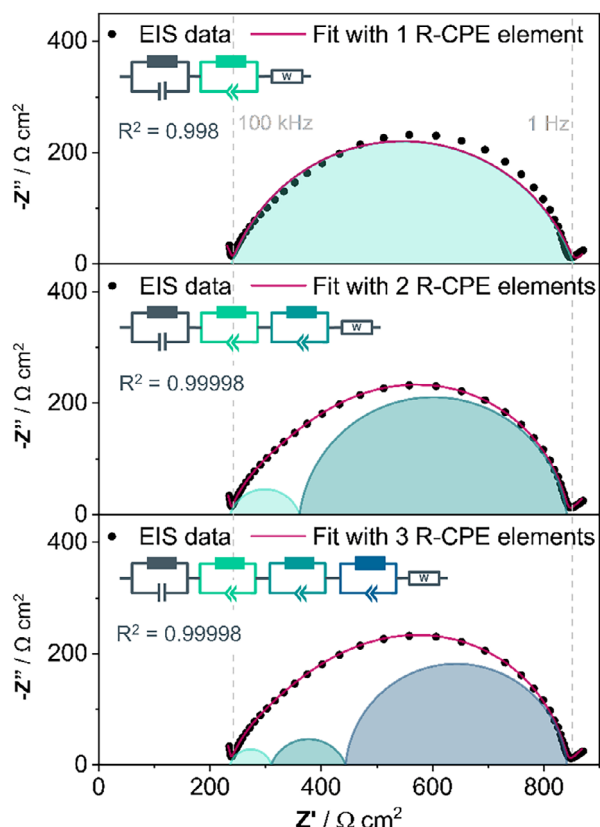 400
EIS data
Fit with 1 R-CPE element
W
R² = 0.998
100 kHz
1 Hz
200
-Z'' / Ω cm²
0
400
EIS data
Fit with 2 R-CPE elements
W
R² = 0.99998
200
-Z'' / Ω cm²
0
400
EIS data
Fit with 3 R-CPE elements
W
R² = 0.99998
200
-Z'' / Ω cm²
0
0 200 400 600 800
Z' / Ω cm²